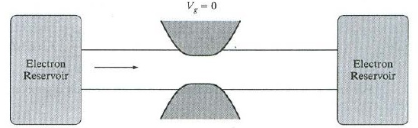 V_g = 0
Electron
Reservoir
Electron
Reservoir